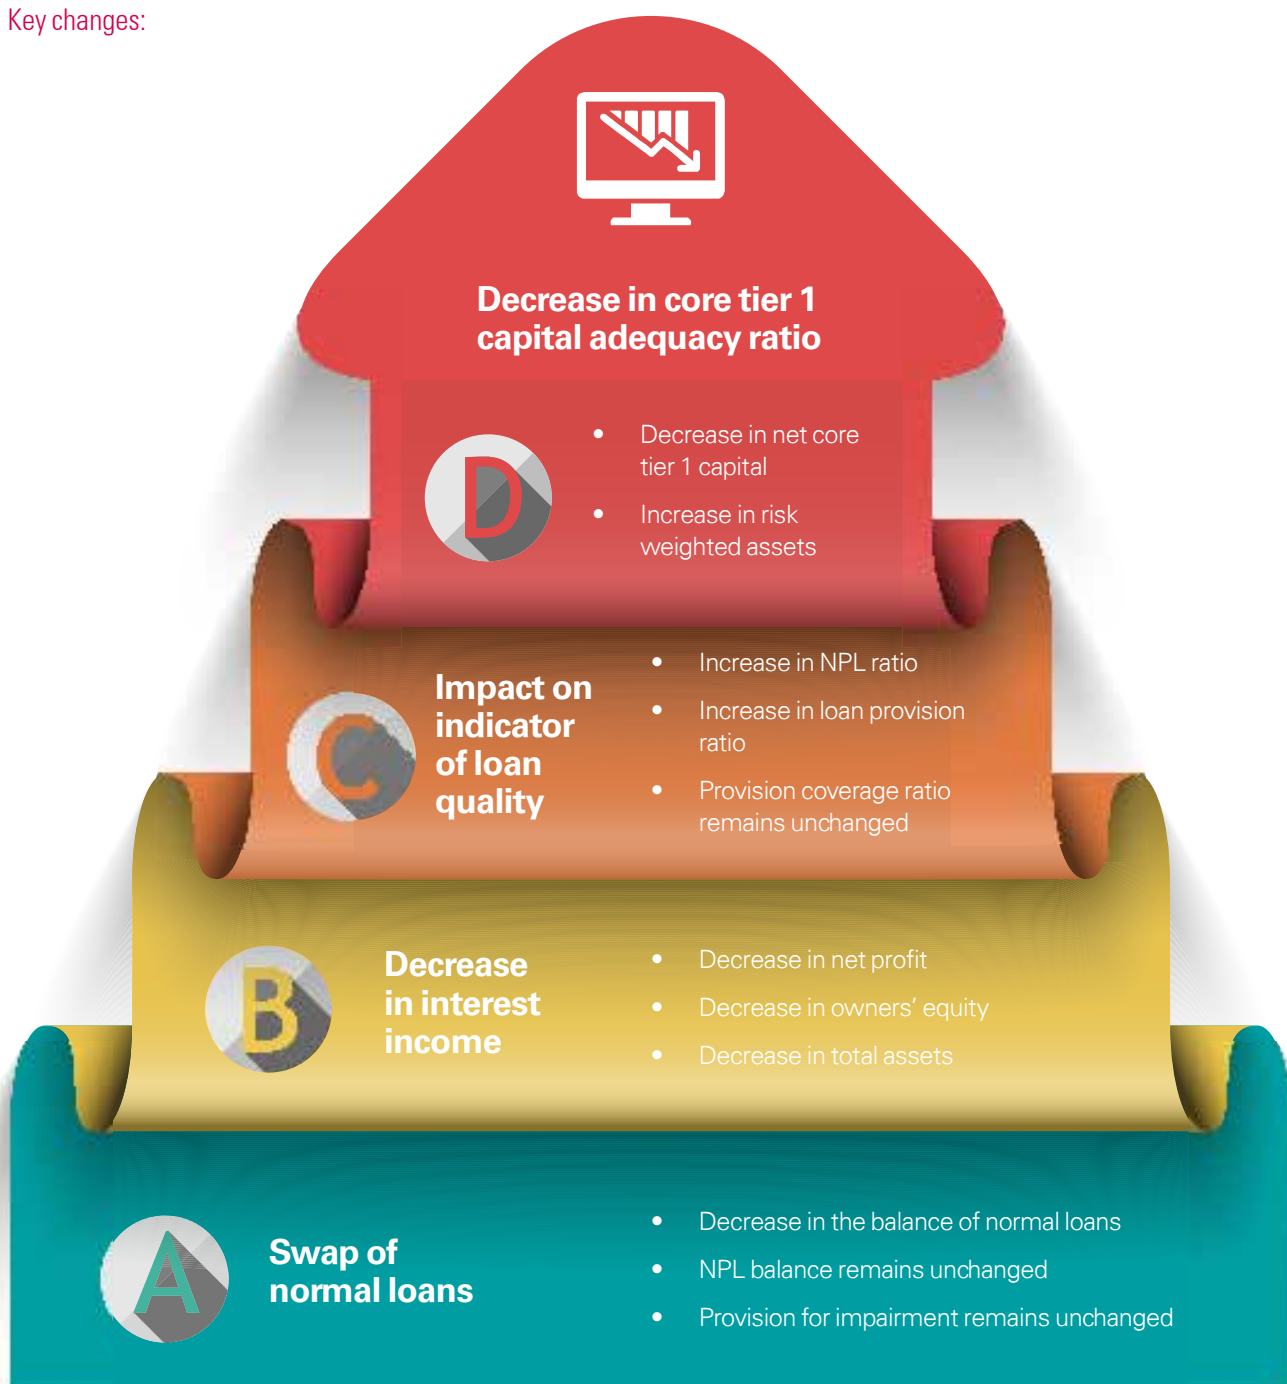 Key changes:
Decrease in core tier 1
capital adequacy ratio
D
• Decrease in net core
tier 1 capital
• Increase in risk
weighted assets
C
Impact on
indicator
of loan
quality
• Increase in NPL ratio
• Increase in loan provision
ratio
• Provision coverage ratio
remains unchanged
B
Decrease
in interest
income
• Decrease in net profit
• Decrease in owners’ equity
• Decrease in total assets
A
Swap of
normal loans
• Decrease in the balance of normal loans
• NPL balance remains unchanged
• Provision for impairment remains unchanged